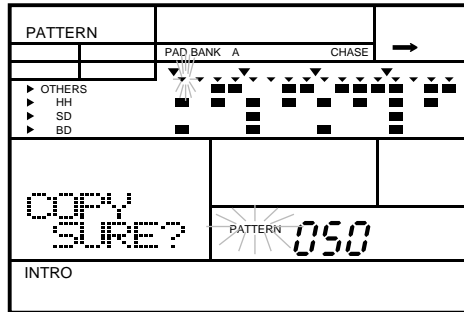 PATTERN
PAD BANK A CHASE
OTHERS
HH
SD
BD
COPY
SURE?
PATTERN 050
INTRO